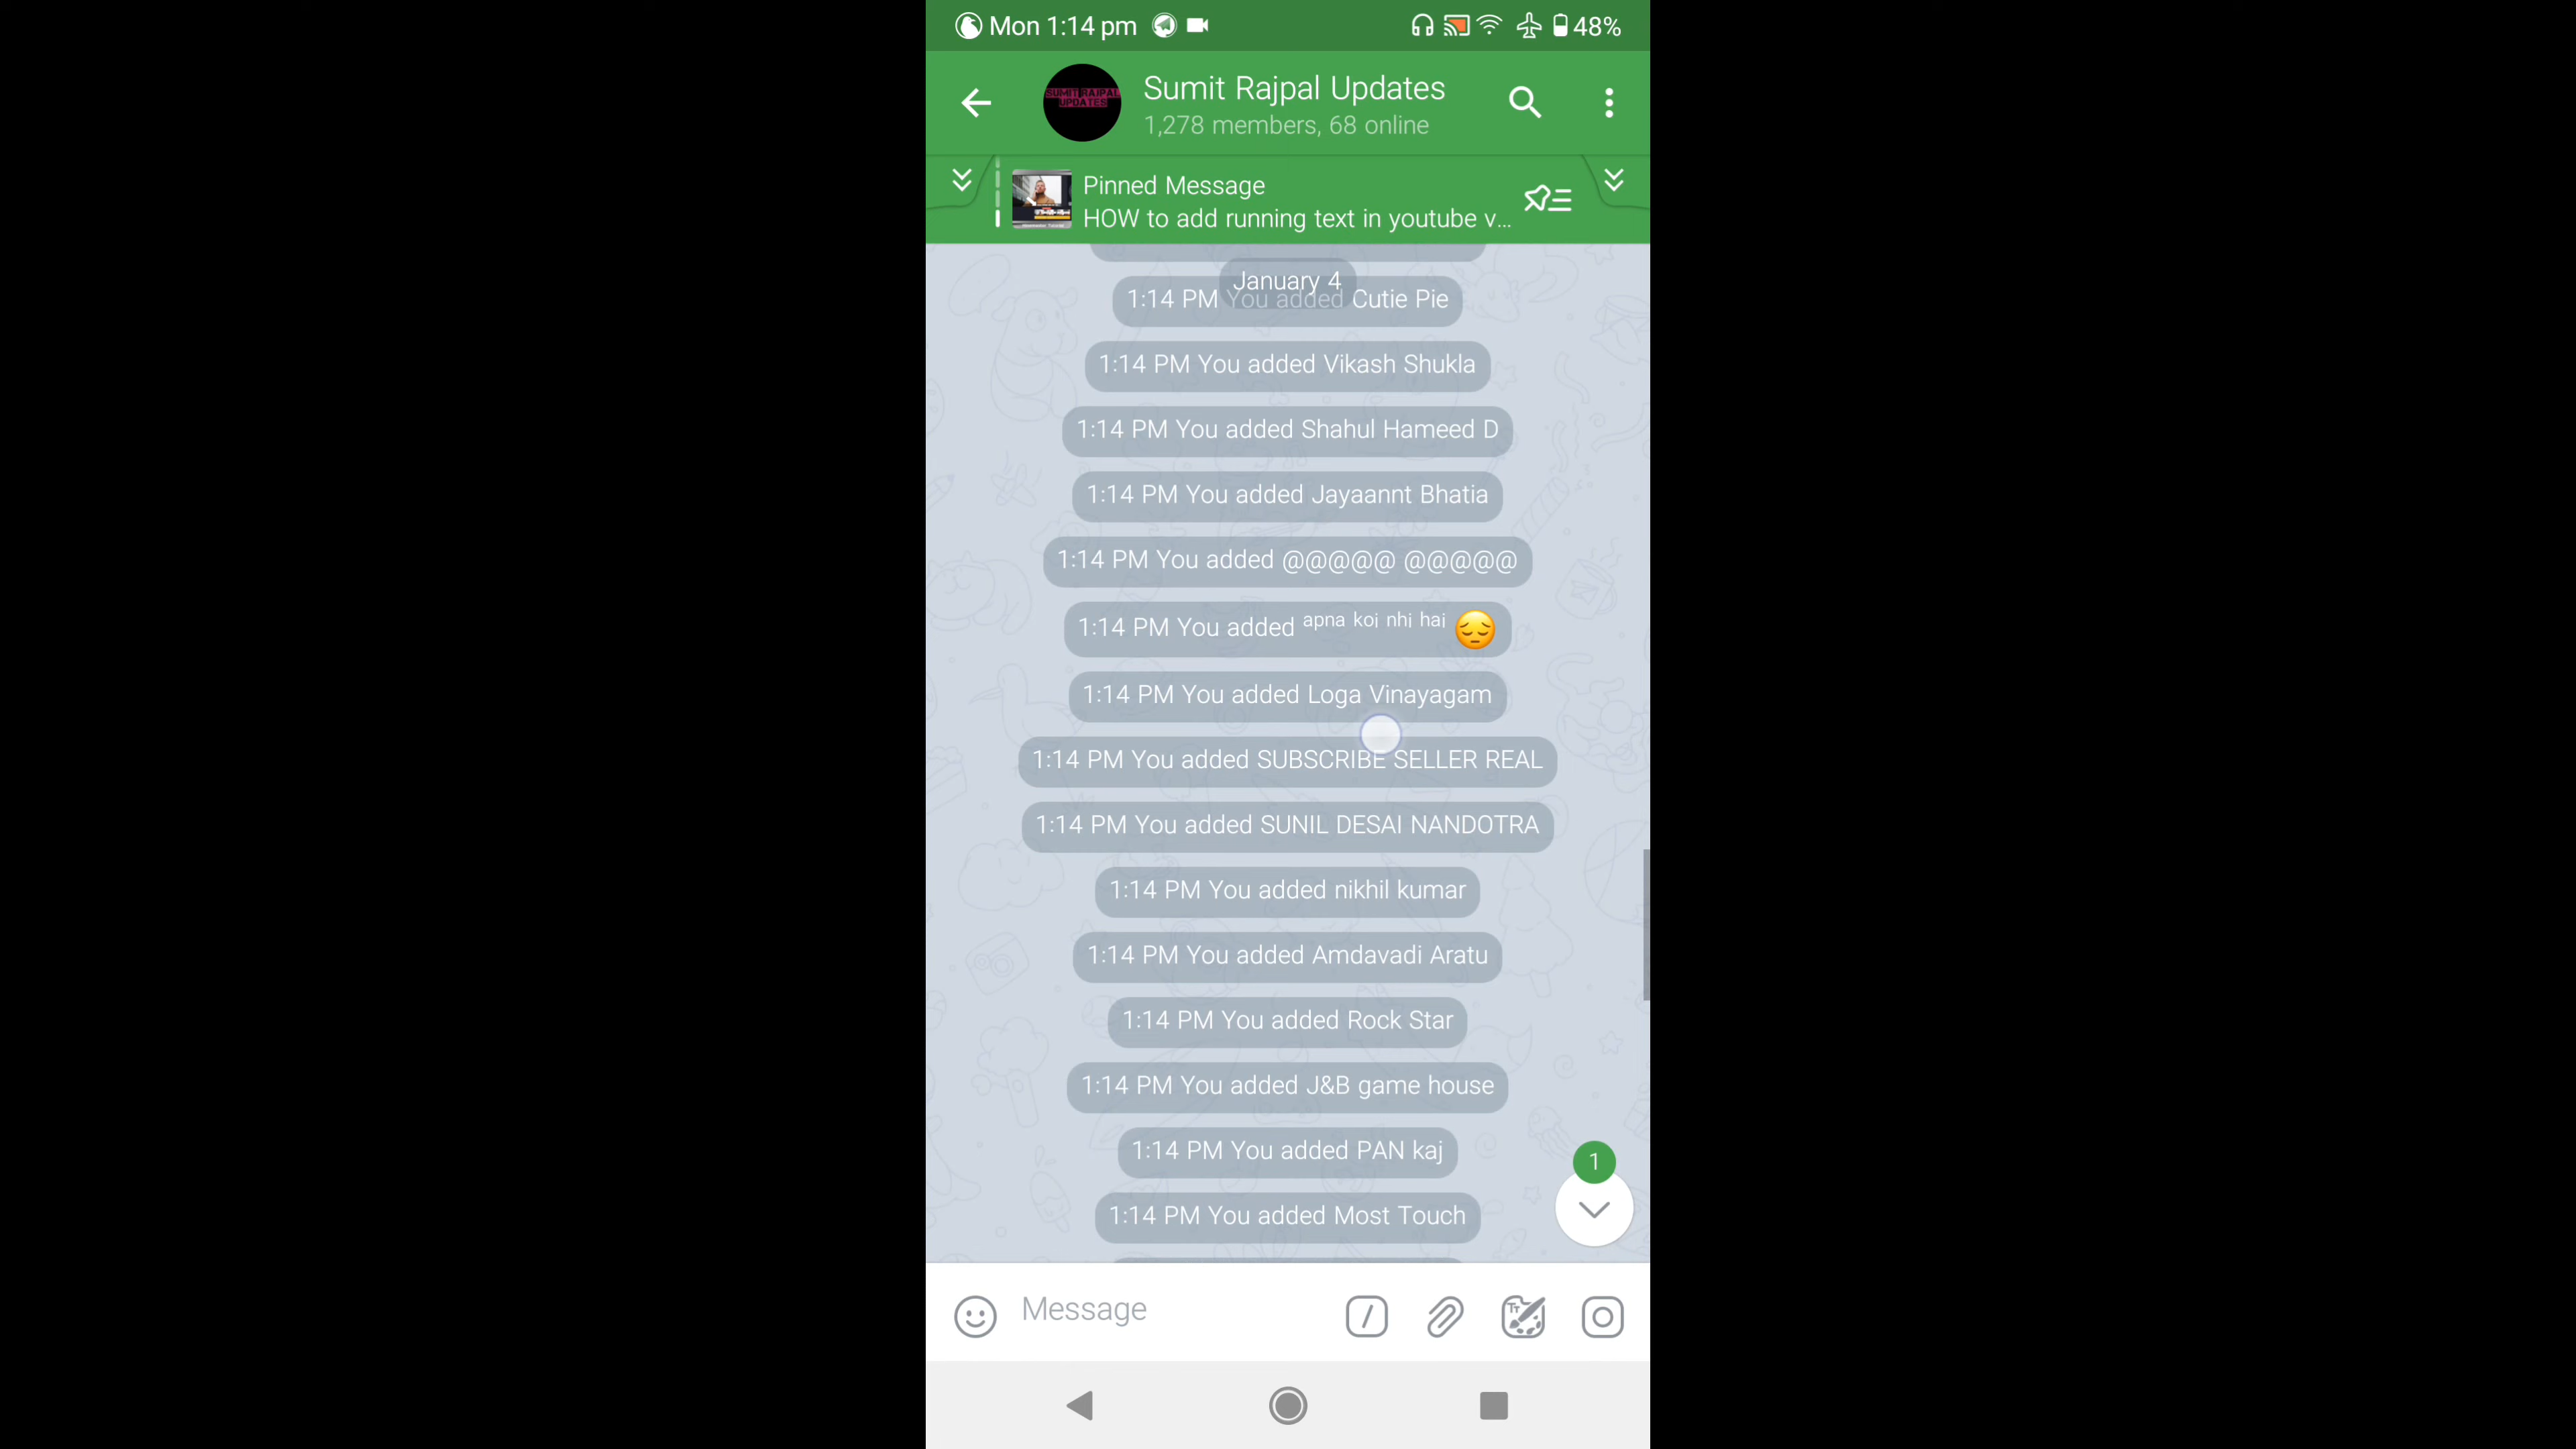 Mon 1:14 pm
48%
SUMIT RAJPAL
UPDATES
Sumit Rajpal Updates
1,278 members, 68 online
Pinned Message
HOW to add running text in youtube v...
January 4
1:14 PM You added Cutie Pie
1:14 PM You added Vikash Shukla
1:14 PM You added Shahul Hameed D
1:14 PM You added Jayaannt Bhatia
1:14 PM You added @@@@@ @@@@@
1:14 PM You added ᵃᵖⁿᵃ ᵏᵒⁱ ⁿʰⁱ ʰᵃⁱ 😔
1:14 PM You added Loga Vinayagam
1:14 PM You added SUBSCRIBE SELLER REAL
1:14 PM You added SUNIL DESAI NANDOTRA
1:14 PM You added nikhil kumar
1:14 PM You added Amdavadi Aratu
1:14 PM You added Rock Star
1:14 PM You added J&B game house
1:14 PM You added PAN kaj
1:14 PM You added Most Touch
1
Message